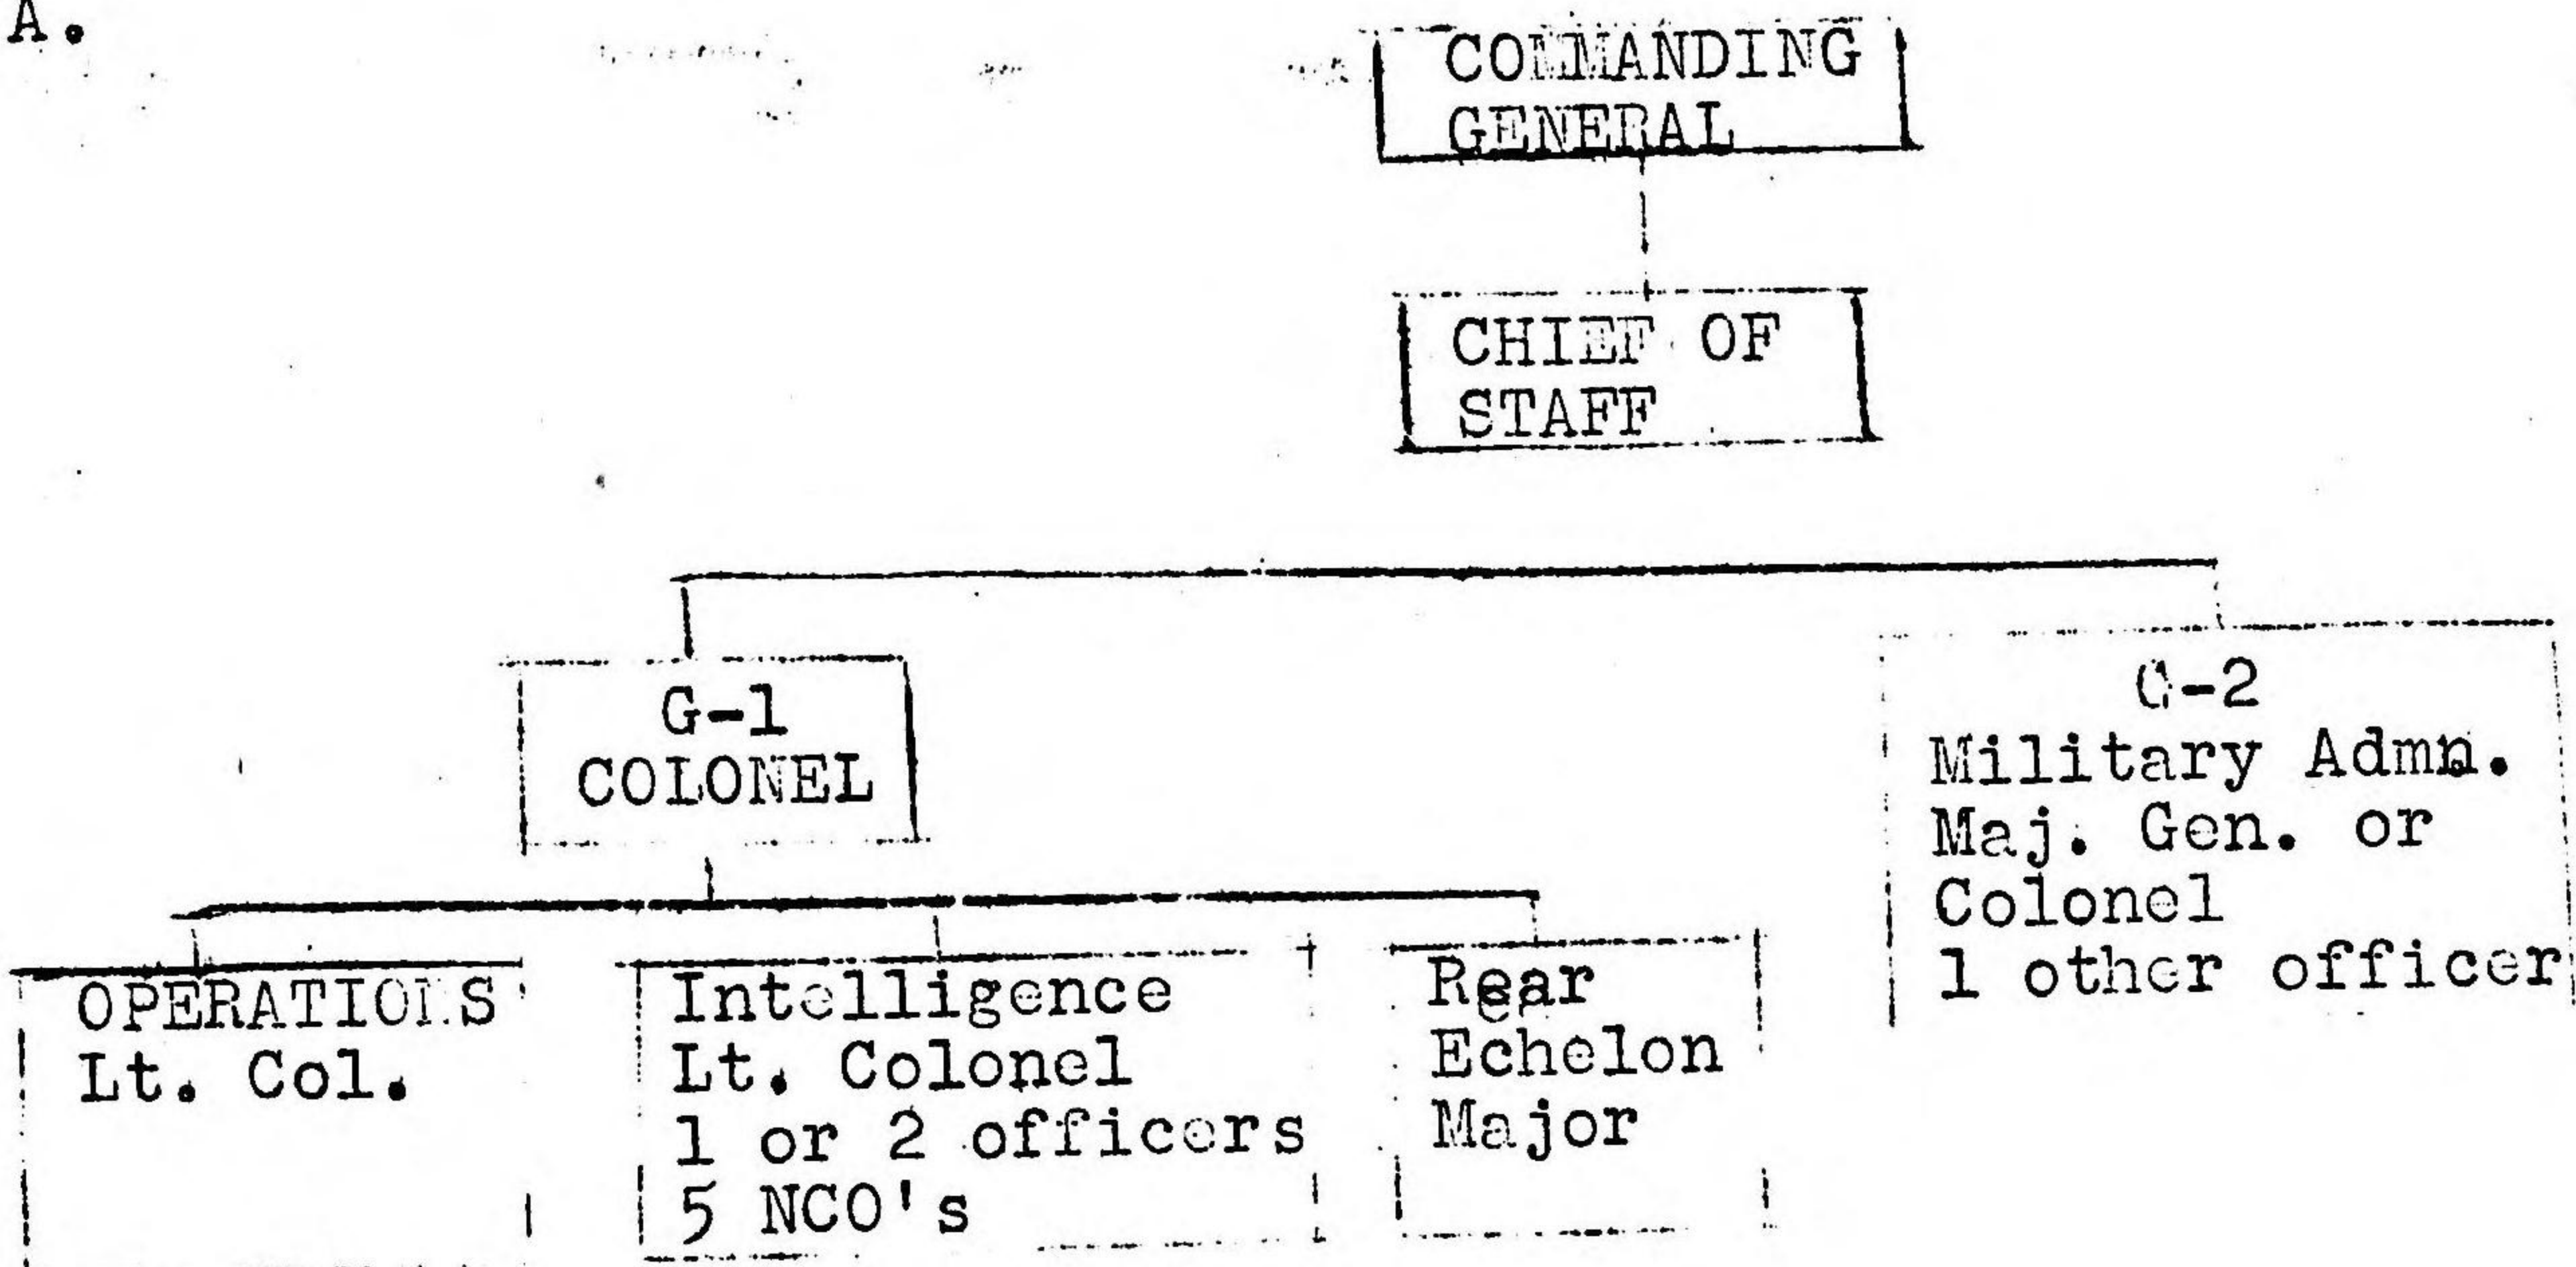 A.
COMMANDING
GENERAL
CHIEF OF
STAFF
G-1
COLONEL
G-2
Military Admn.
Maj. Gen. or
Colonel
1 other officer
OPERATIONS
Lt. Col.
Intelligence
Lt. Colonel
1 or 2 officers
5 NCO's
Rear
Echelon
Major